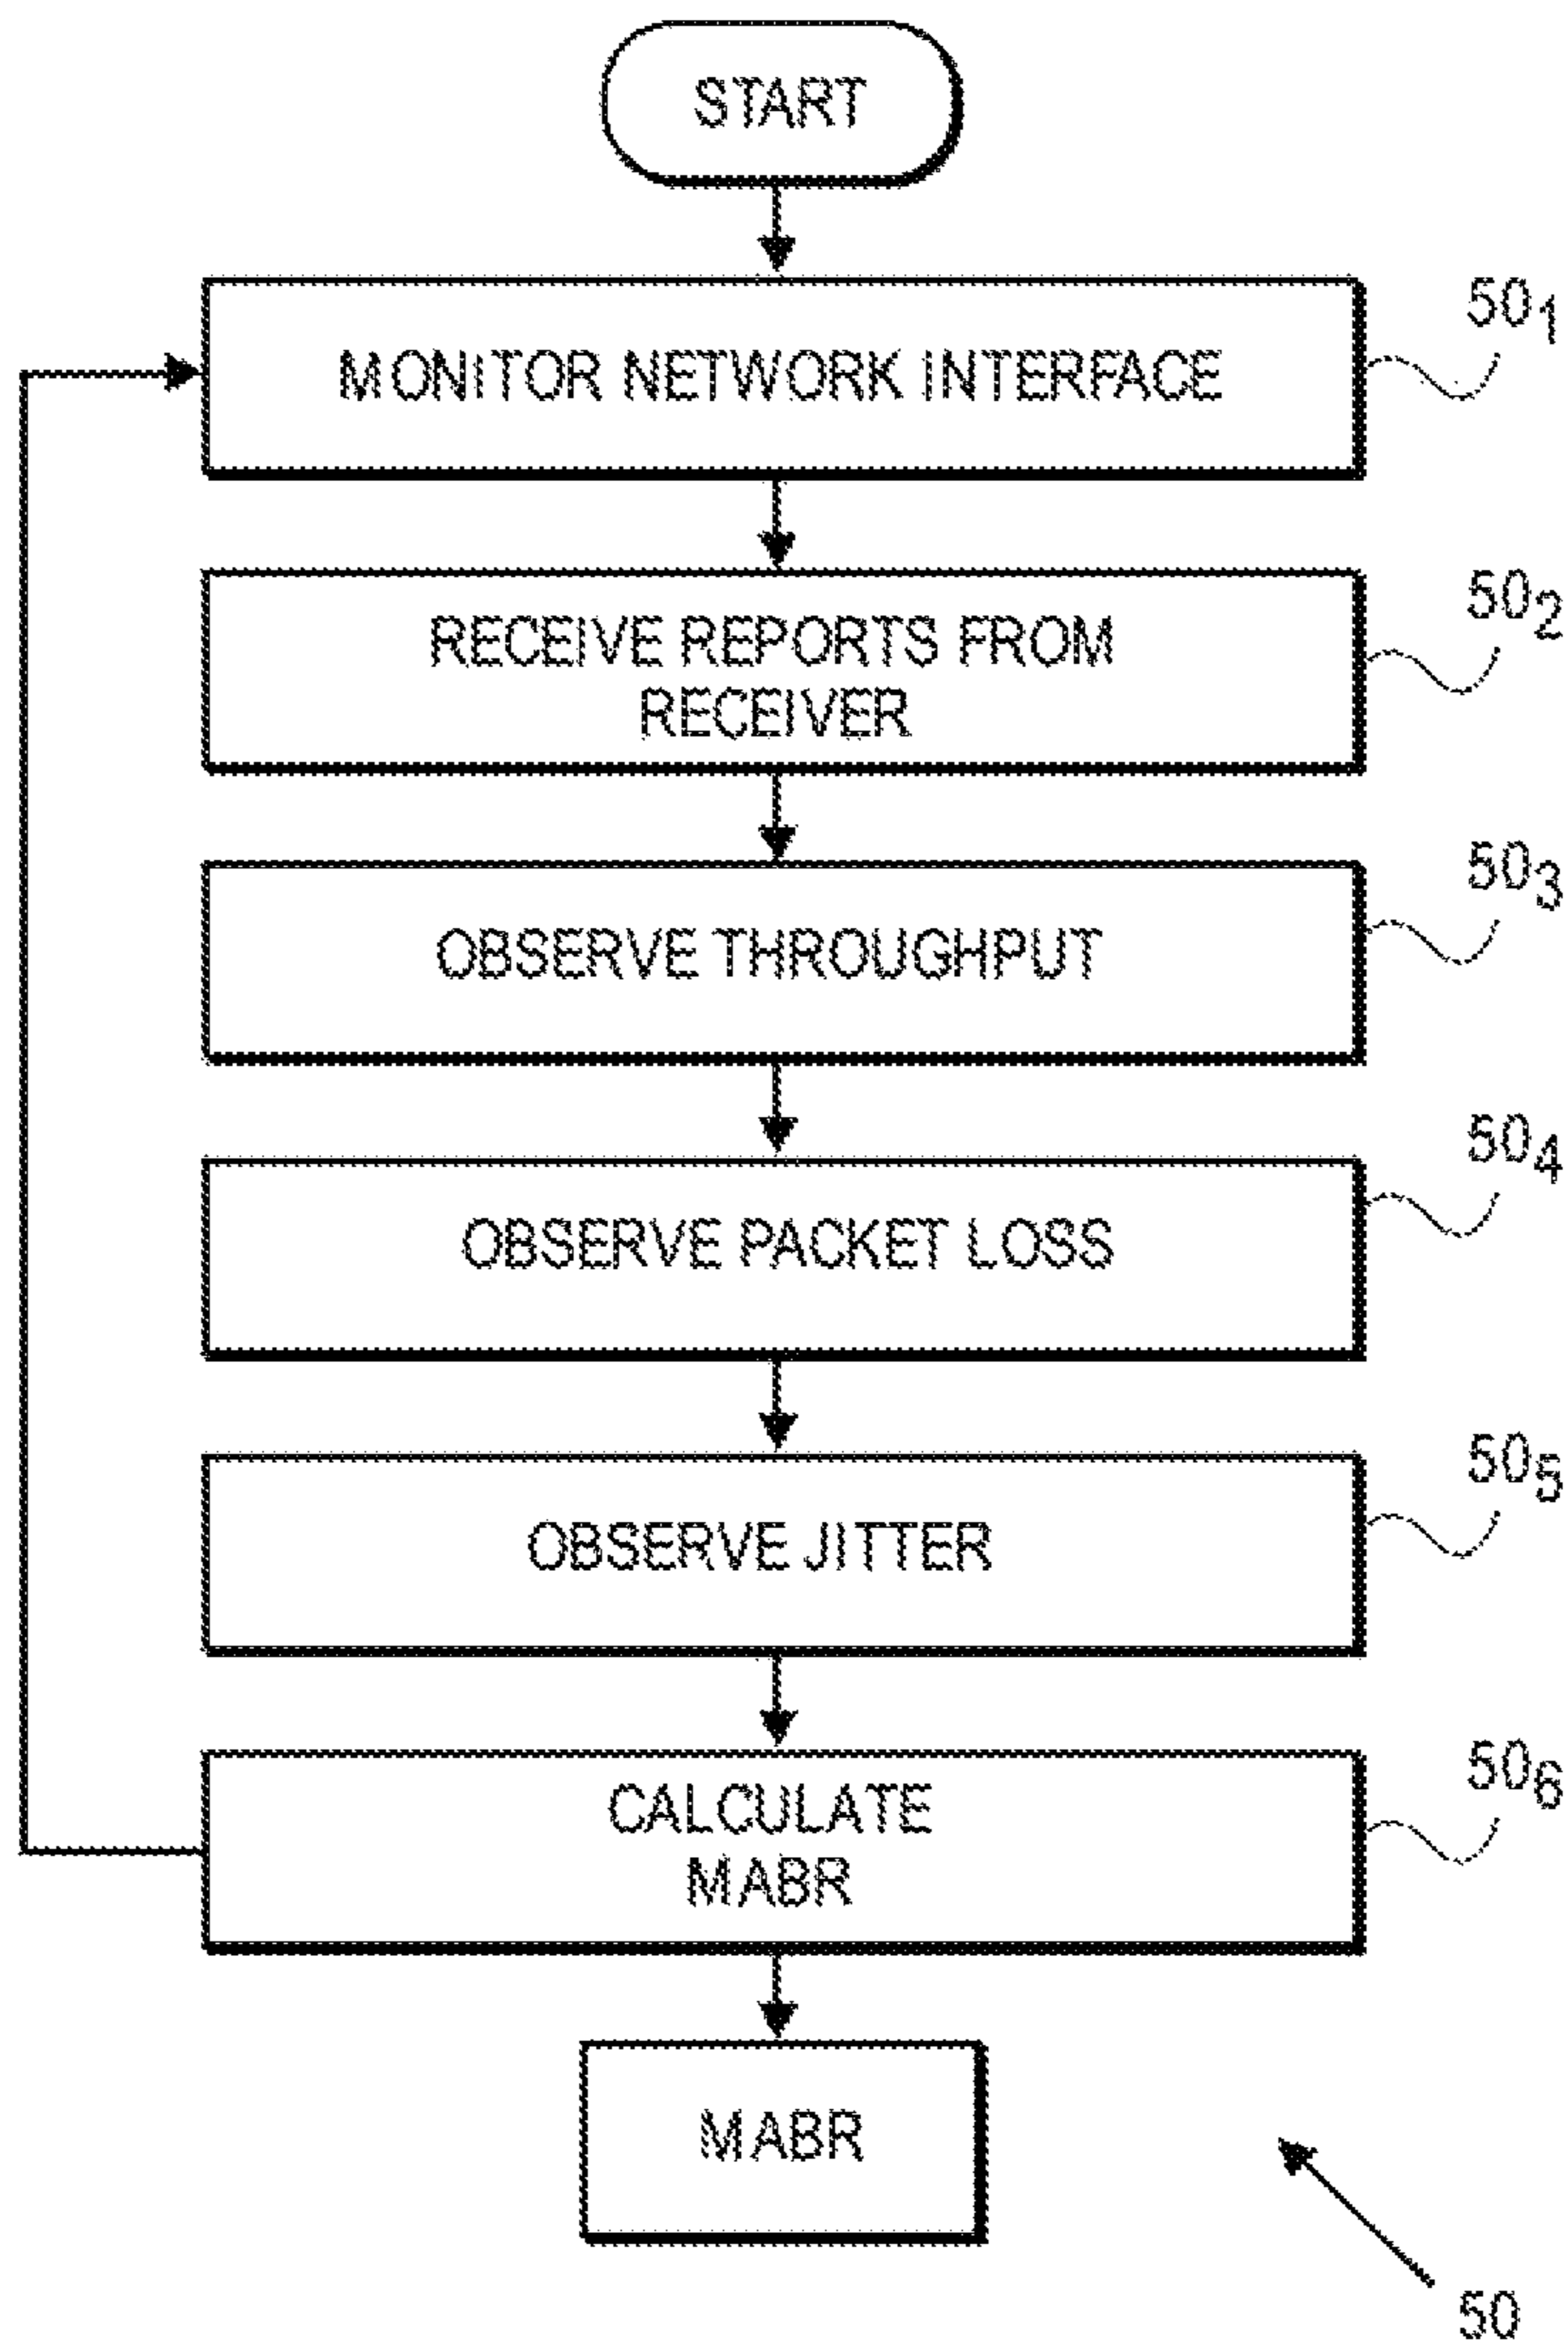 START
MONITOR NETWORK INTERFACE
50₁
RECEIVE REPORTS FROM
RECEIVER
50₂
OBSERVE THROUGHPUT
50₃
OBSERVE PACKET LOSS
50₄
OBSERVE JITTER
50₅
CALCULATE
MABR
50₆
MABR
50